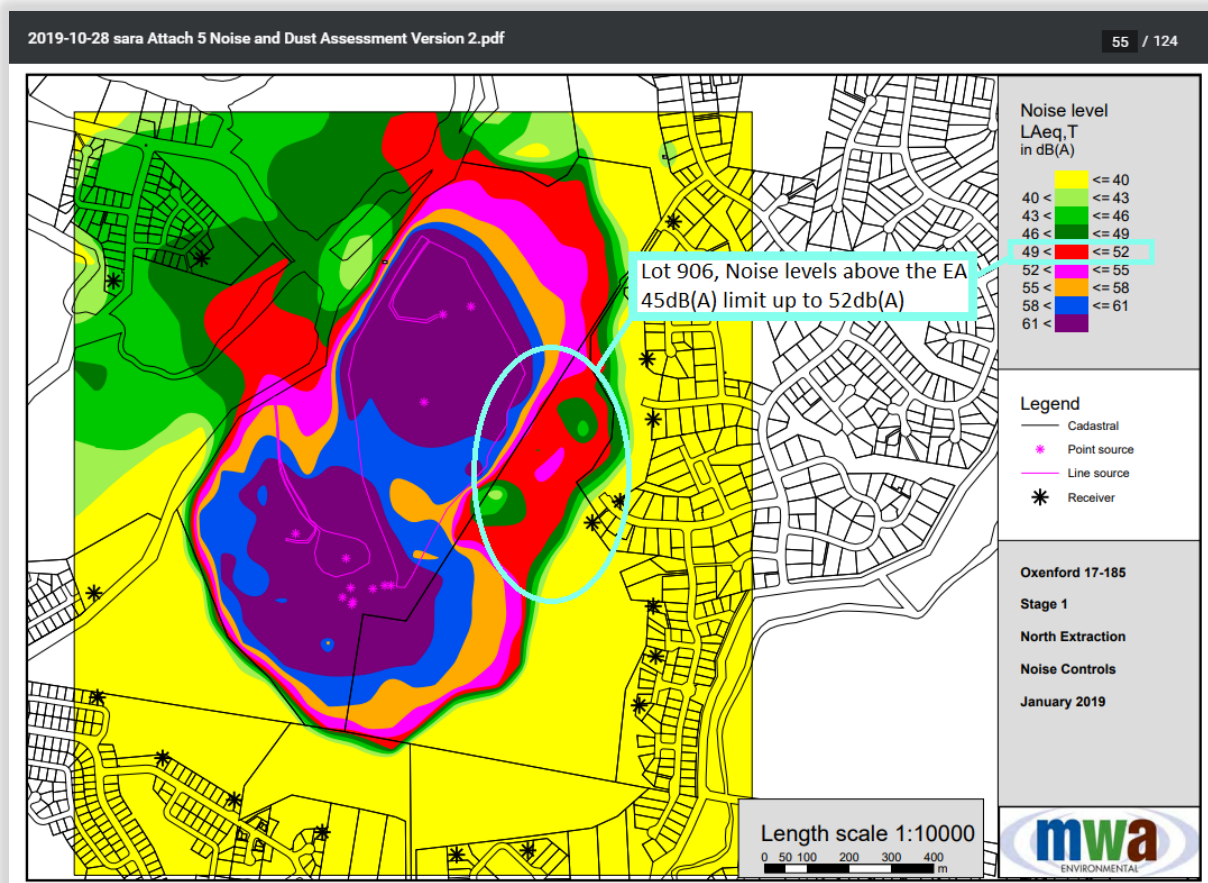 2019-10-28 sara Attach 5 Noise and Dust Assessment Version 2.pdf
55 / 124
Noise level
LAeq,T
in dB(A)
<= 40
40 < <= 43
43 < <= 46
46 < <= 49
49 < <= 52
52 < <= 55
55 < <= 58
58 < <= 61
61 <
Lot 906, Noise levels above the EA
45dB(A) limit up to 52db(A)
Legend
Cadastral
Point source
Line source
Receiver
Oxenford 17-185
Stage 1
North Extraction
Noise Controls
January 2019
Length scale 1:10000
0 50 100 200 300 400
m
mwa
ENVIRONMENTAL